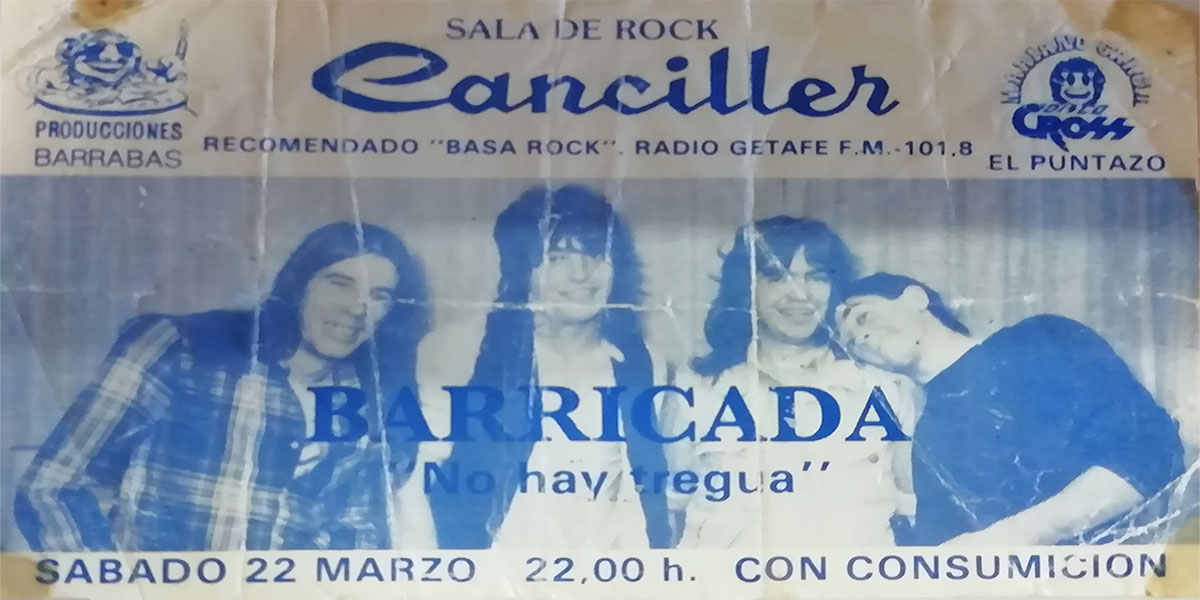 SALA DE ROCK
Canciller
PRODUCCIONES
BARRABAS
RECOMENDADO "BASA ROCK". RADIO GETAFE F.M.-101,8
DISCO
CROSS
EL PUNTAZO
BARRICADA
"No hay tregua"
SABADO 22 MARZO 22,00 h. CON CONSUMICION